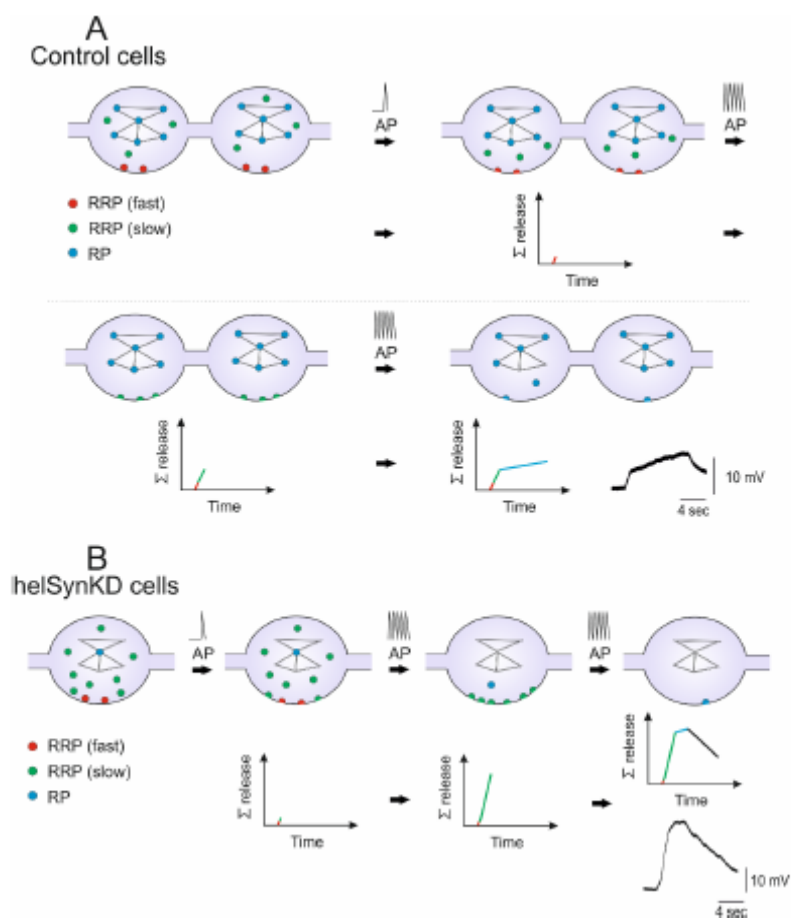 A
Control cells
AP
AP
RRP (fast)
RRP (slow)
RP
Σ release
Time
AP
Σ release
Time
Σ release
Time
10 mV
4 sec
B
helSynKD cells
AP
AP
AP
RRP (fast)
RRP (slow)
RP
Σ release
Time
Σ release
Time
Σ release
Time
10 mV
4 sec